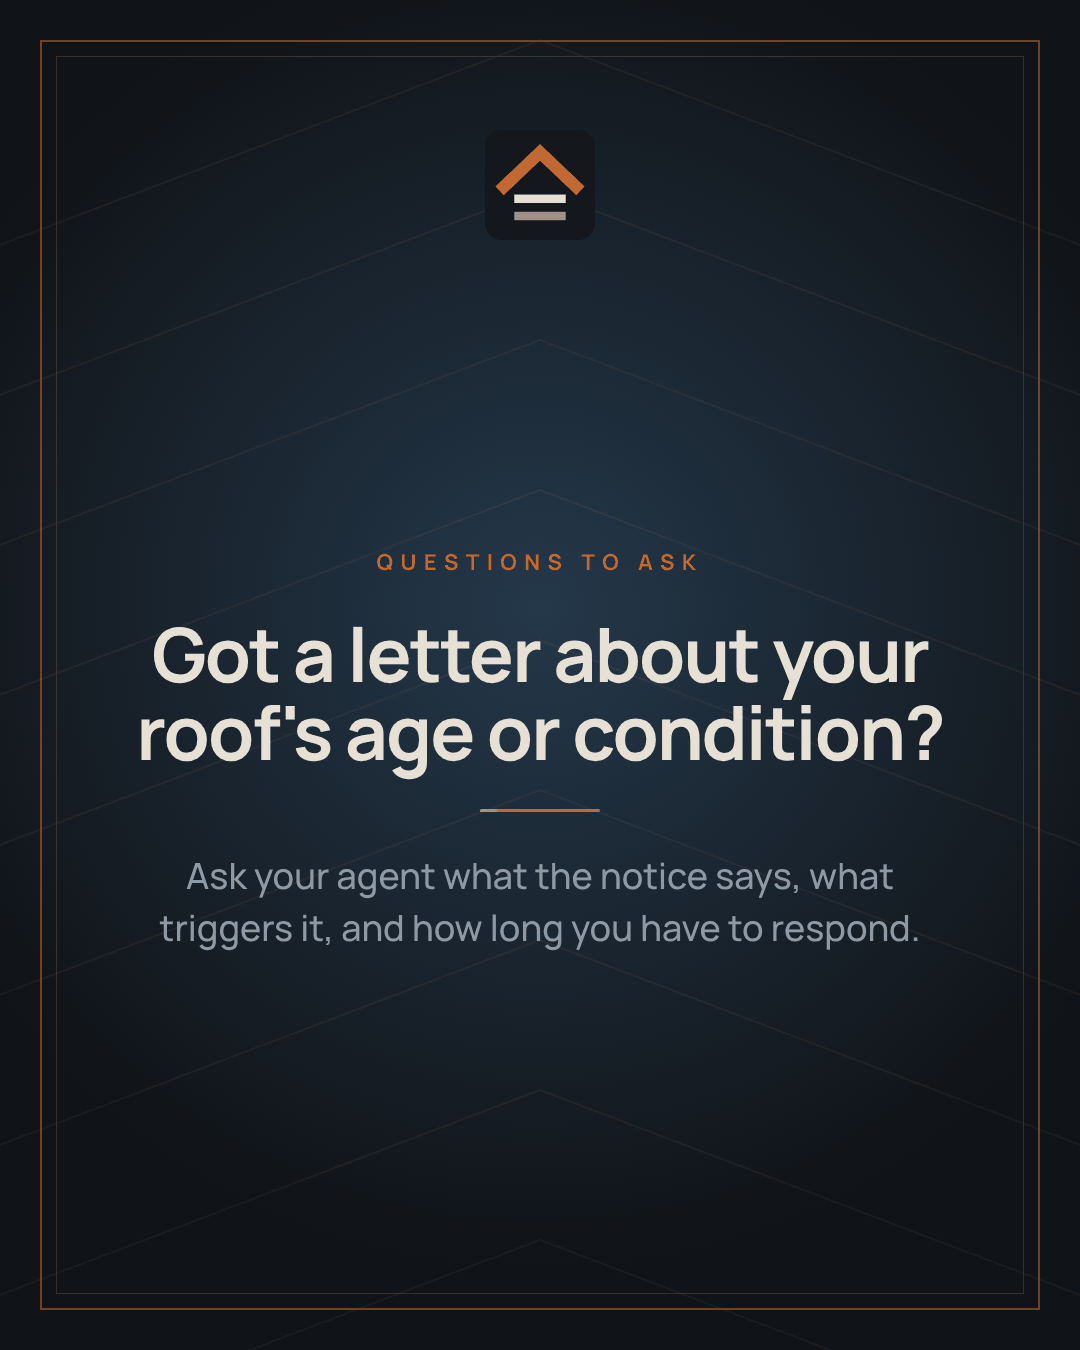 QUESTIONS TO ASK
Got a letter about your
roof's age or condition?
Ask your agent what the notice says, what
triggers it, and how long you have to respond.